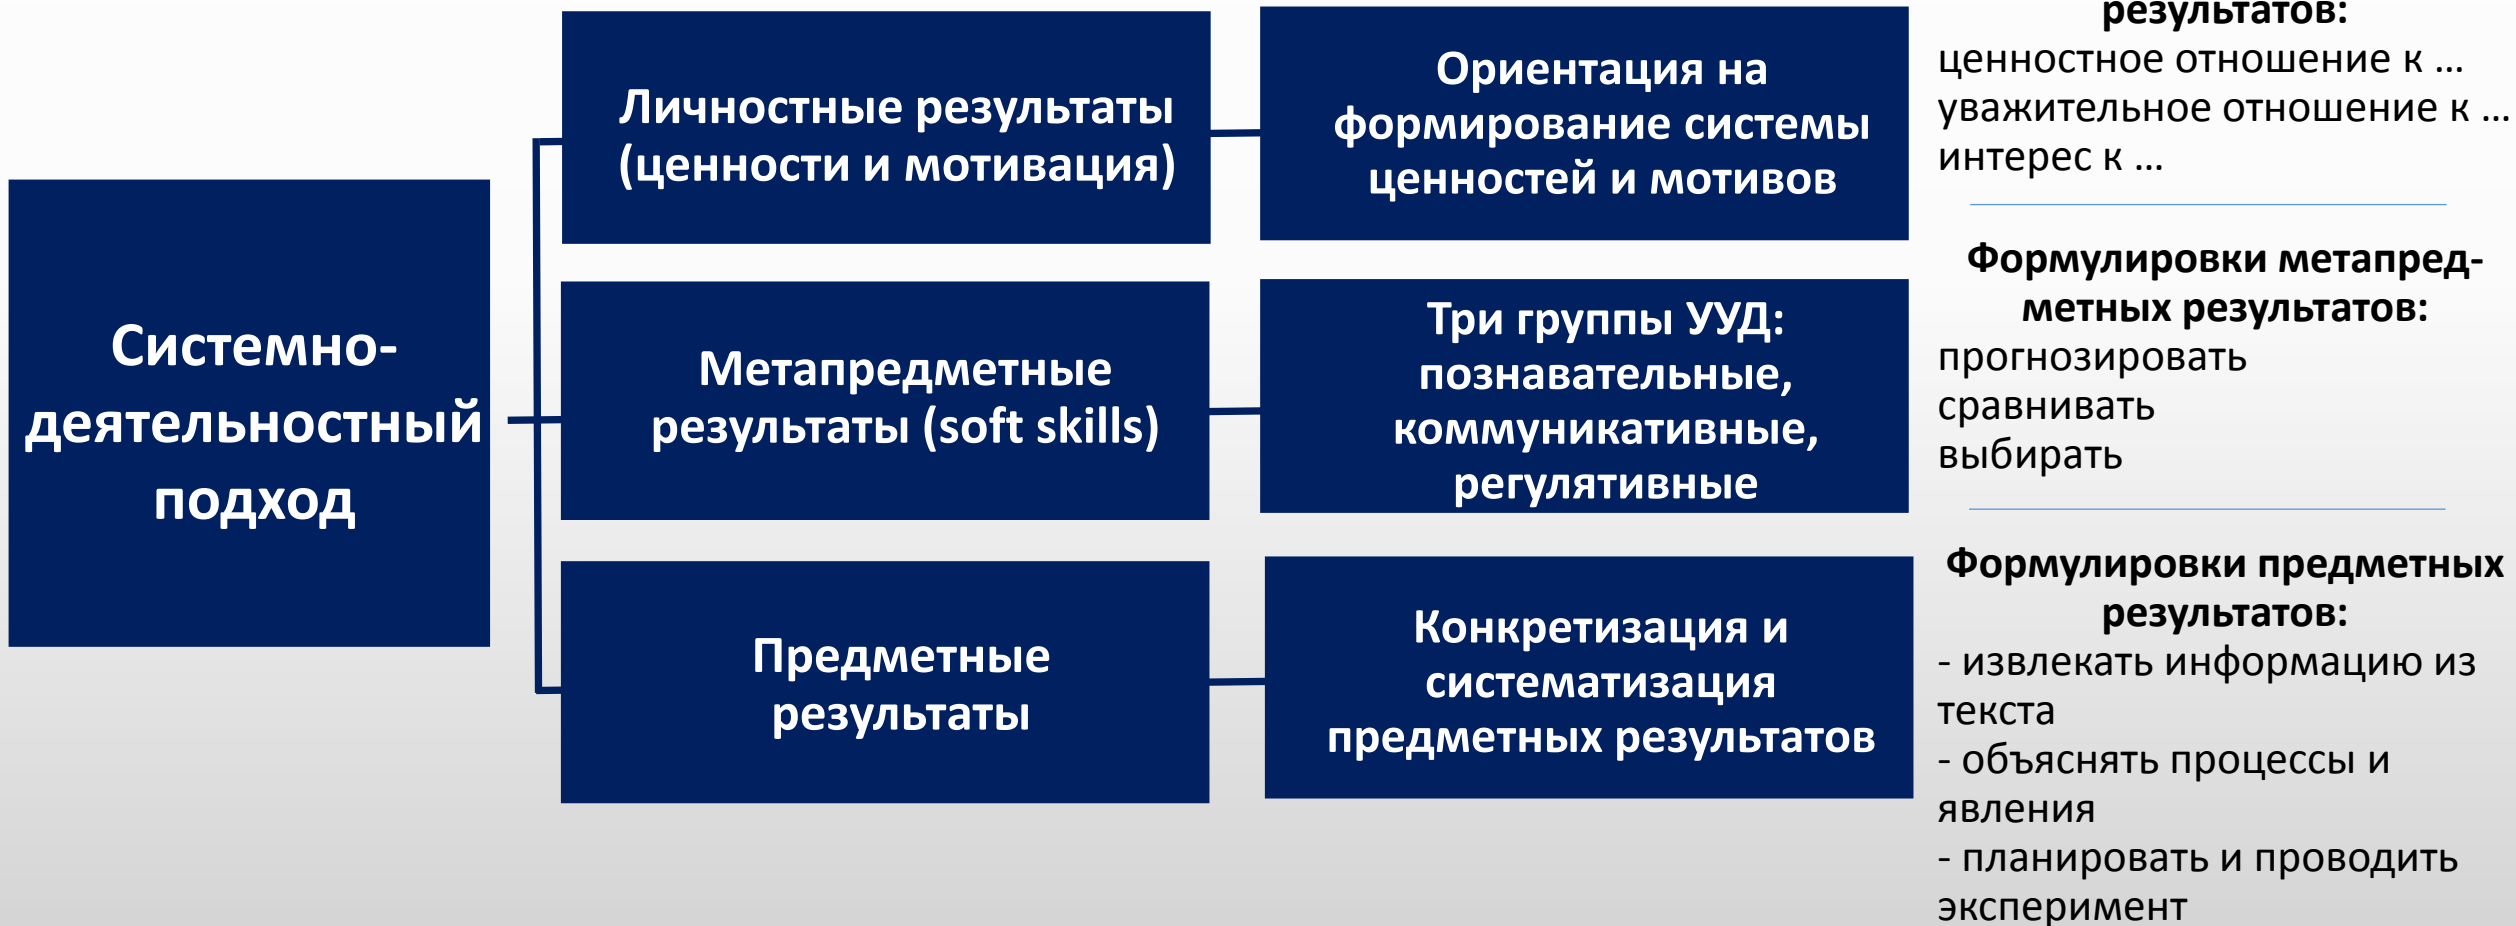 Системно-
деятельностный
подход
Личностные результаты
(ценности и мотивация)
Ориентация на
формирование системы
ценностей и мотивов
результатов:
ценностное отношение к ...
уважительное отношение к ...
интерес к ...
Метапредметные
результаты (soft skills)
Три группы УУД:
познавательные,
коммуникативные,
регулятивные
Формулировки метапред-
метных результатов:
прогнозировать
сравнивать
выбирать
Предметные
результаты
Конкретизация и
систематизация
предметных результатов
Формулировки предметных
результатов:
- извлекать информацию из
текста
- объяснять процессы и
явления
- планировать и проводить
эксперимент